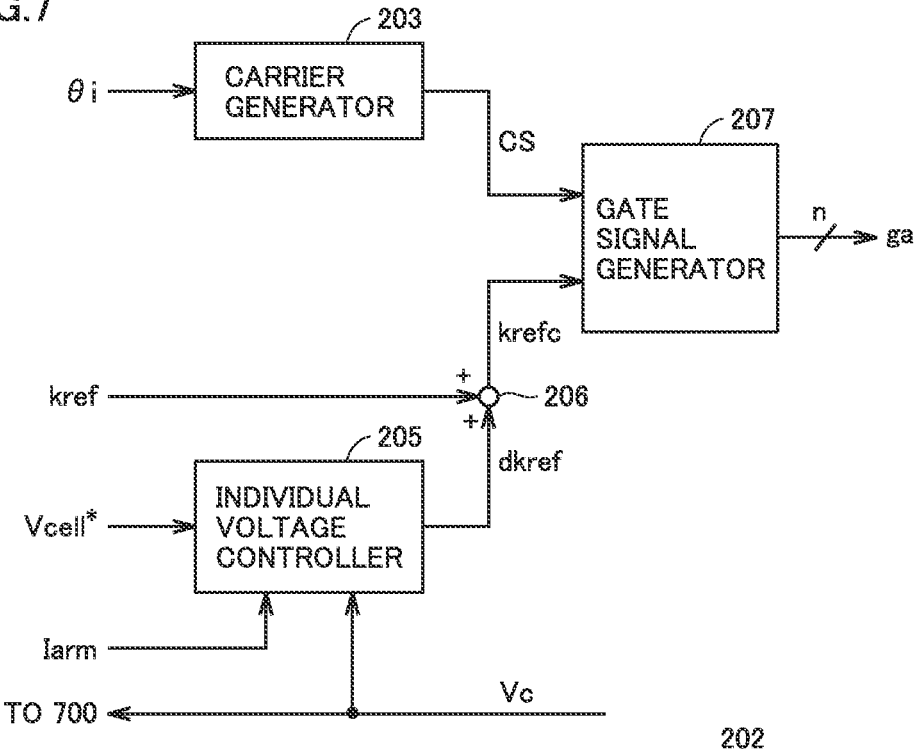 G.7
203
θi
CARRIER
GENERATOR
CS
207
GATE
SIGNAL
GENERATOR
n
ga
krefc
kref
+
+
206
205
dkref
Vcell*
INDIVIDUAL
VOLTAGE
CONTROLLER
Iarm
TO 700
Vc
202